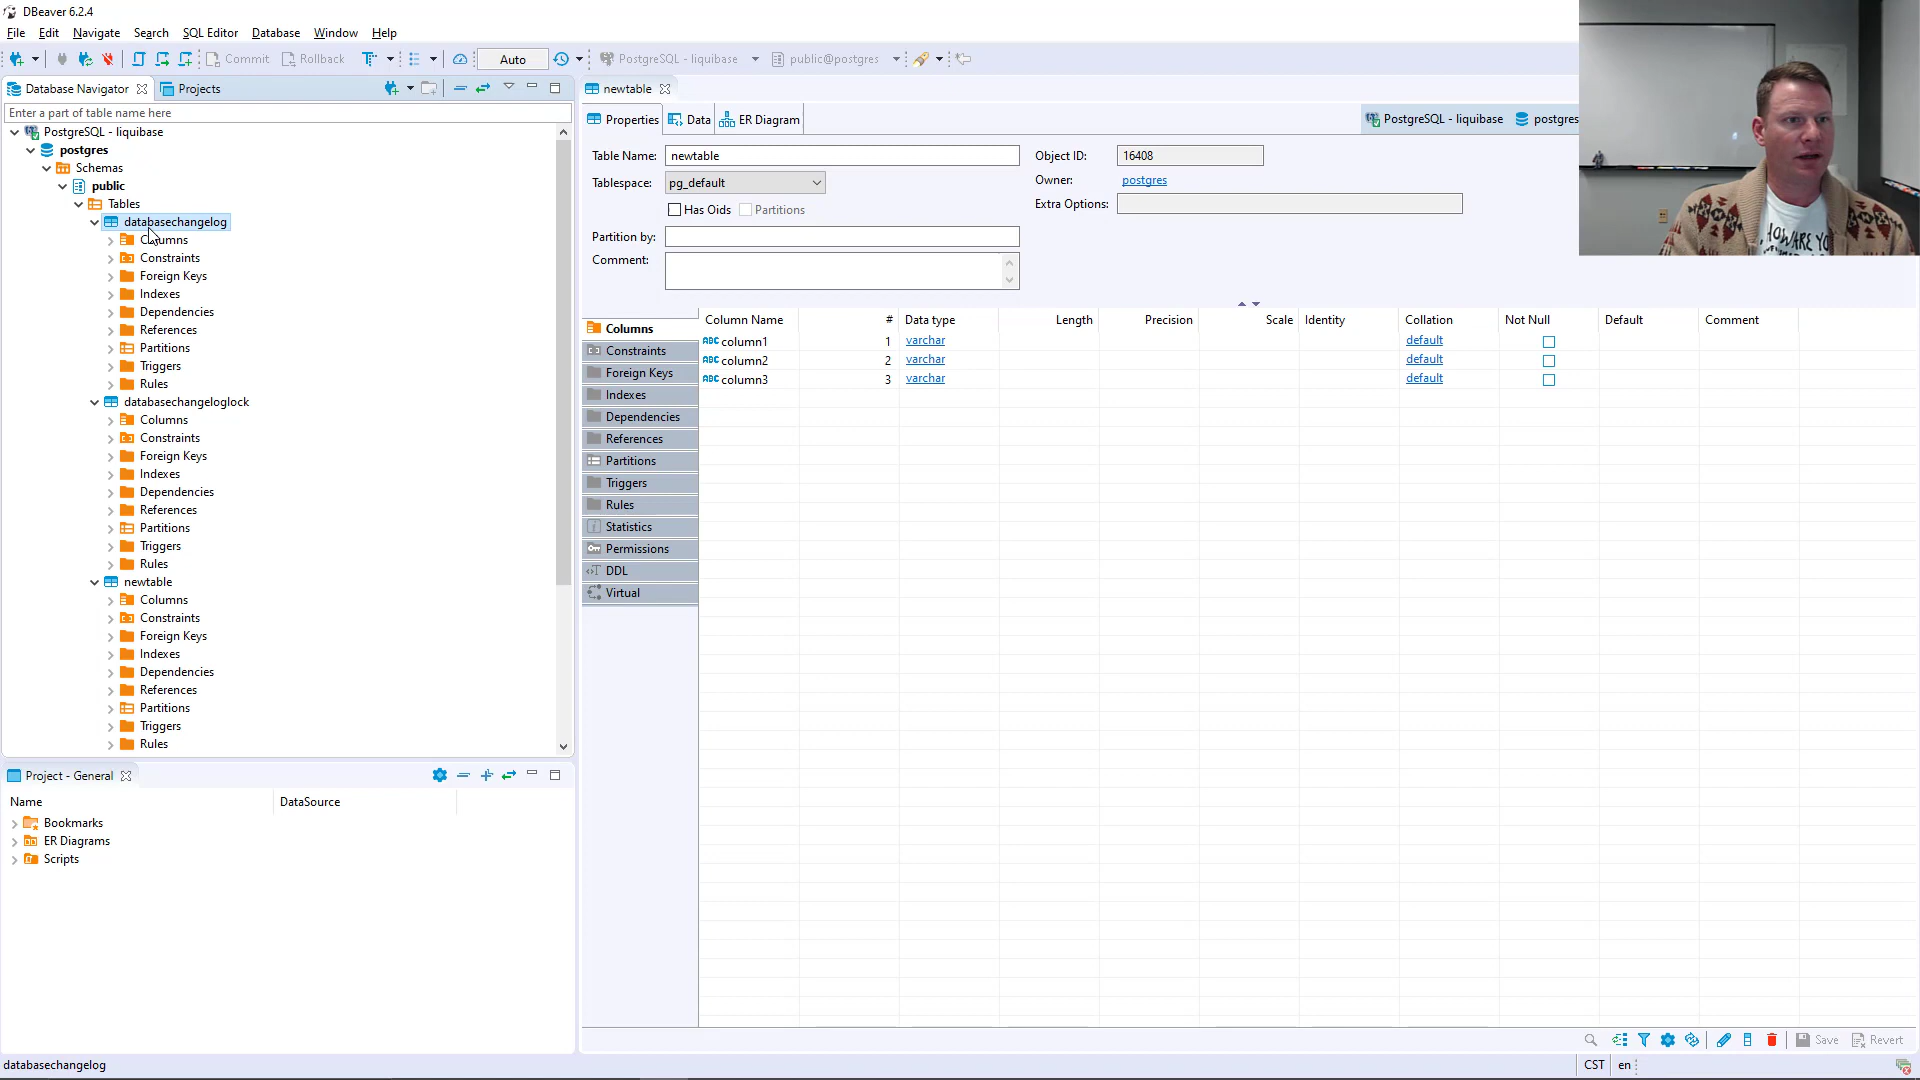 DBeaver 6.2.4
File Edit Navigate Search SQL Editor Database Window Help
Commit Rollback Auto PostgreSQL - liquibase public@postgres
Database Navigator Projects
Enter a part of table name here
PostgreSQL - liquibase
postgres
Schemas
public
Tables
databasechangelog
Columns
Constraints
Foreign Keys
Indexes
Dependencies
References
Partitions
Triggers
Rules
databasechangeloglock
Columns
Constraints
Foreign Keys
Indexes
Dependencies
References
Partitions
Triggers
Rules
newtable
Columns
Constraints
Foreign Keys
Indexes
Dependencies
References
Partitions
Triggers
Rules
Project - General
Name DataSource
Bookmarks
ER Diagrams
Scripts
newtable
Properties Data ER Diagram PostgreSQL - liquibase postgres
Table Name: newtable Object ID: 16408
Tablespace: pg_default Owner: postgres
Has Oids Partitions Extra Options:
Partition by:
Comment:
Columns
Constraints
Foreign Keys
Indexes
Dependencies
References
Partitions
Triggers
Rules
Statistics
Permissions
DDL
Virtual
Column Name # Data type Length Precision Scale Identity Collation Not Null Default Comment
ABC column1 1 varchar default
ABC column2 2 varchar default
ABC column3 3 varchar default
Save Revert
databasechangelog CST en
HOW ARE YOU